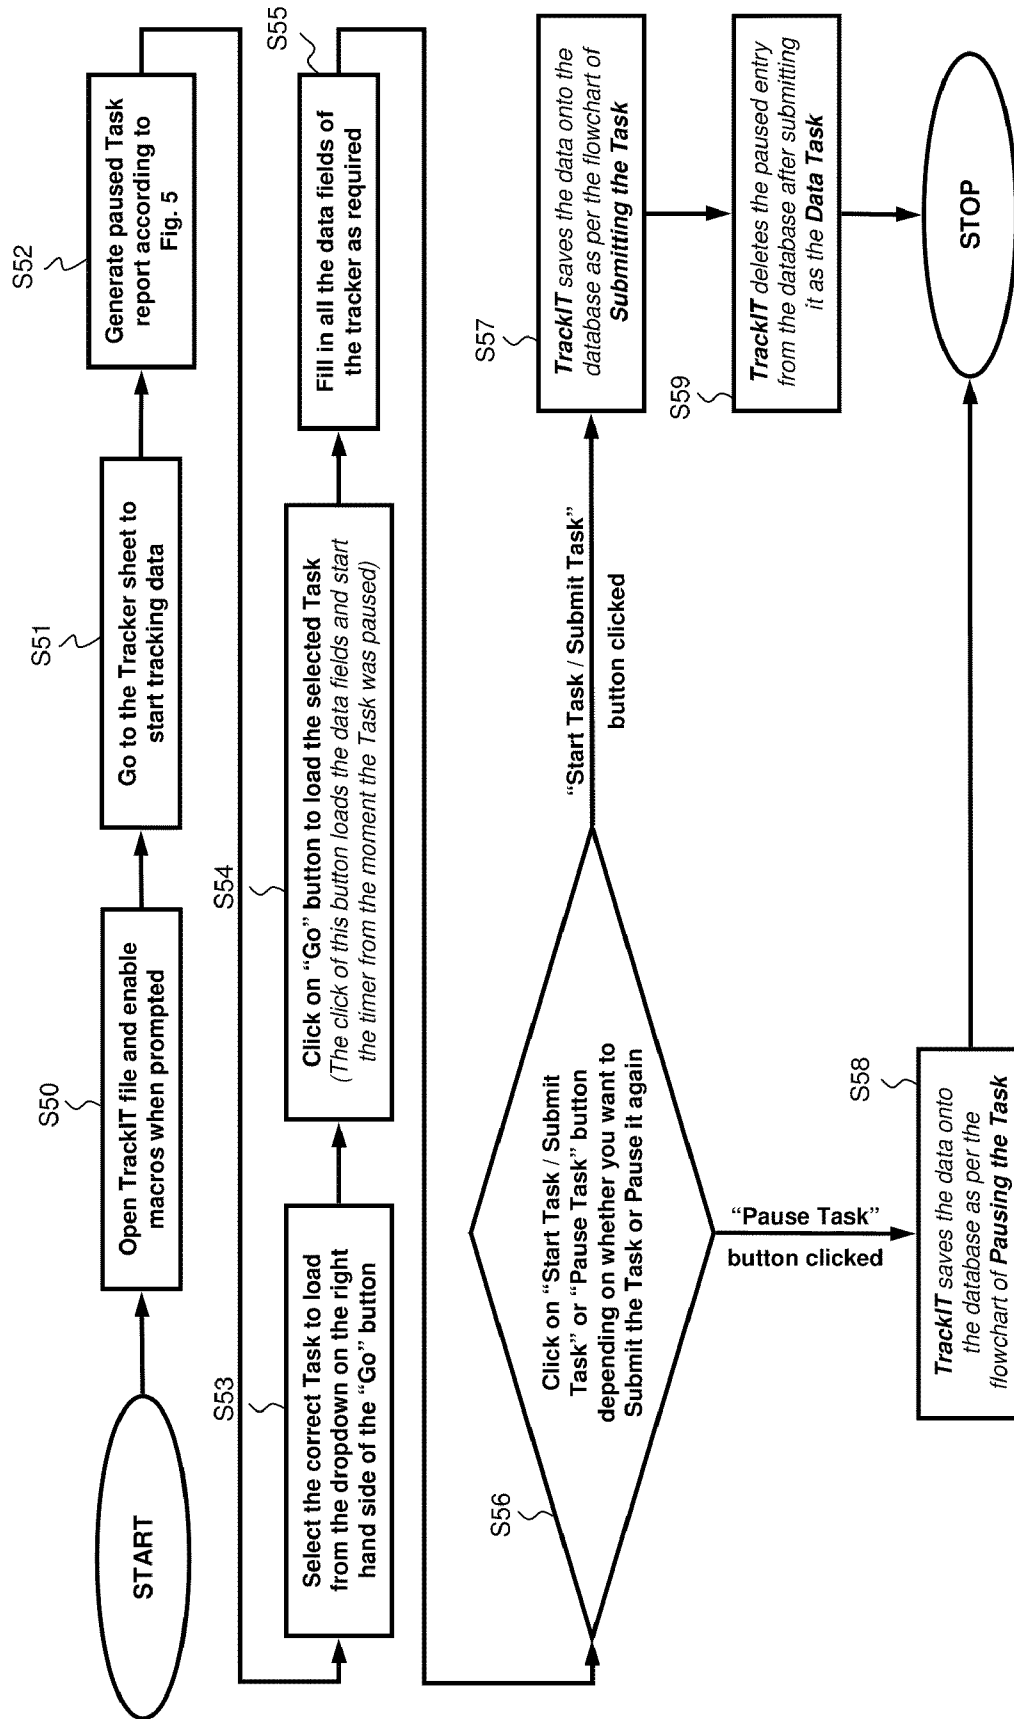 START
S50
Open TrackIT file and enable
macros when prompted
S51
Go to the Tracker sheet to
start tracking data
S52
Generate paused Task
report according to
Fig. 5
S53
Select the correct Task to load
from the dropdown on the right
hand side of the “Go” button
S54
Click on “Go” button to load the selected Task
(The click of this button loads the data fields and start
the timer from the moment the Task was paused)
S55
Fill in all the data fields of
the tracker as required
S56
Click on “Start Task / Submit
Task” or “Pause Task” button
depending on whether you want to
Submit the Task or Pause it again
“Start Task / Submit Task”
button clicked
S57
TrackIT saves the data onto the
database as per the flowchart of
Submitting the Task
S59
TrackIT deletes the paused entry
from the database after submitting
it as the Data Task
“Pause Task”
button clicked
S58
TrackIT saves the data onto
the database as per the
flowchart of Pausing the Task
STOP